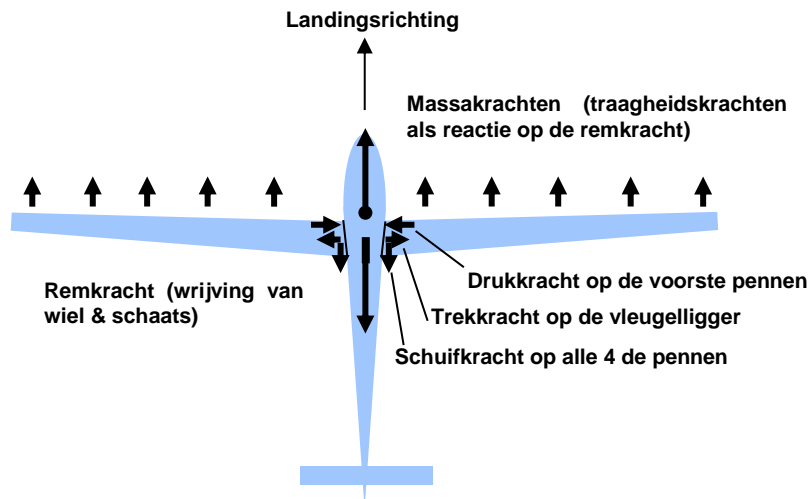 Landingsrichting
Massakrachten (traagheidskrachten
als reactie op de remkracht)
Drukkracht op de voorste pennen
Remkracht (wrijving van
wiel & schaats)
Trekkracht op de vleugelligger
Schuifkracht op alle 4 de pennen